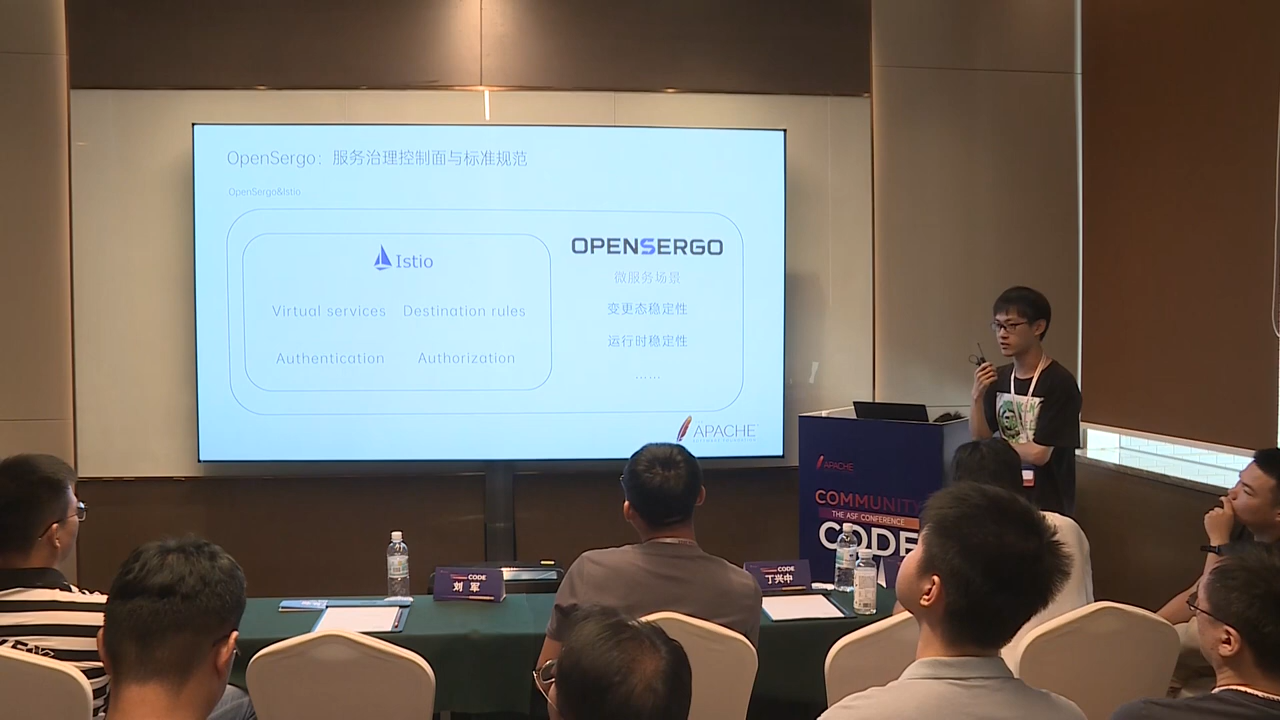 OpenSergo：服务治理控制面与标准规范
OpenSergo&Istio
Istio
Virtual services Destination rules
Authentication Authorization
OPENSERGO
微服务场景
变更态稳定性
运行时稳定性
……
APACHE
SOFTWARE FOUNDATION
APACHE
COMMUNITY
THE ASF CONFERENCE
CODE
CODE
刘 军
CODE
丁兴中